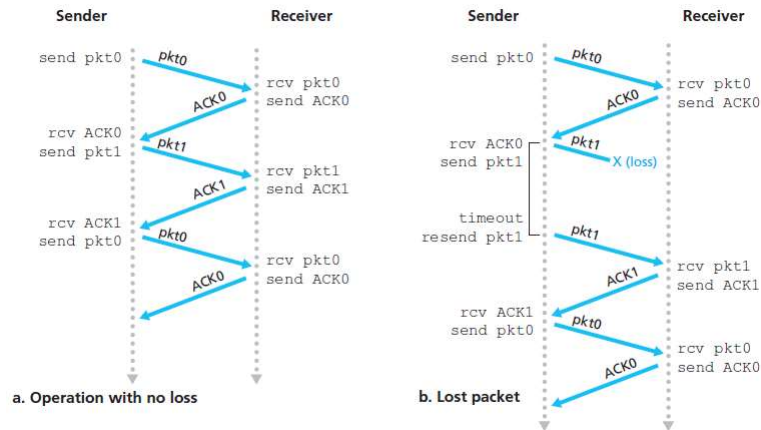 Sender Receiver
send pkt0
pkt0
rcv pkt0
send ACK0
ACK0
rcv ACK0
send pkt1
pkt1
rcv pkt1
send ACK1
ACK1
rcv ACK1
send pkt0
pkt0
rcv pkt0
send ACK0
ACK0
a. Operation with no loss
Sender Receiver
send pkt0
pkt0
rcv pkt0
send ACK0
ACK0
rcv ACK0
send pkt1
pkt1
X (loss)
timeout
resend pkt1
pkt1
rcv pkt1
send ACK1
ACK1
rcv ACK1
send pkt0
pkt0
rcv pkt0
send ACK0
ACK0
b. Lost packet